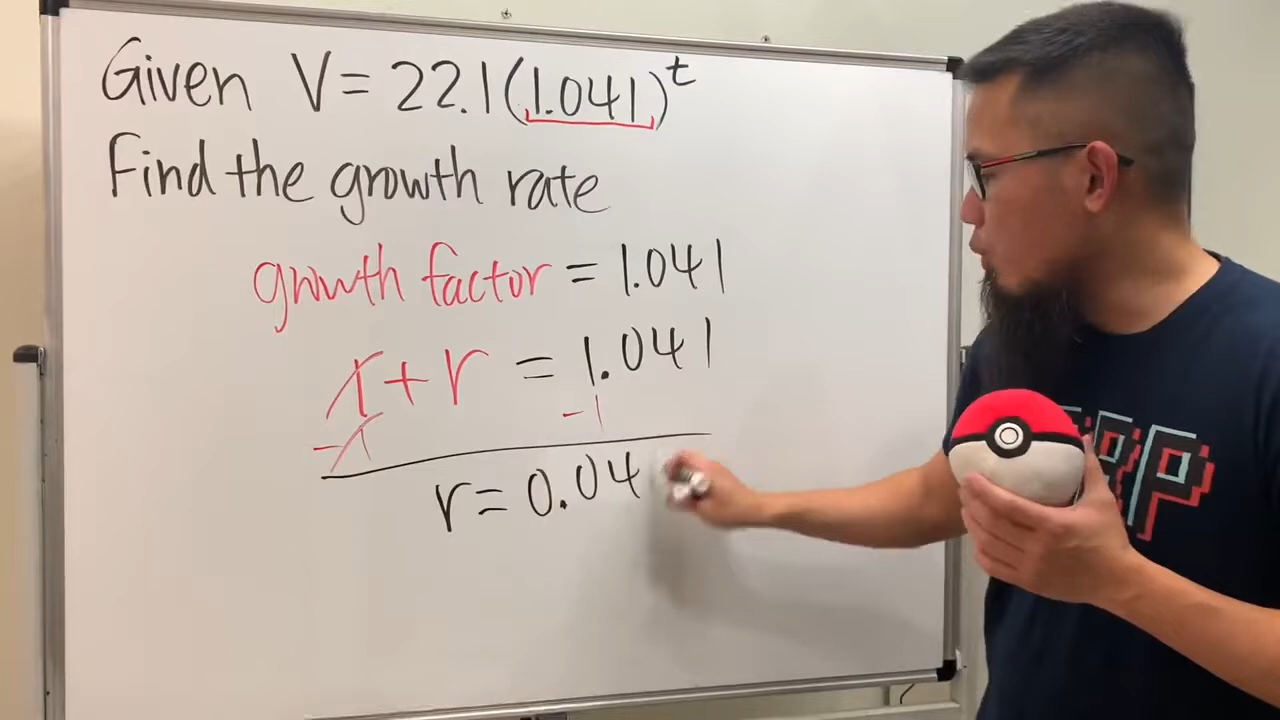 Given V = 22.1(1.041)^t
Find the growth rate
growth factor = 1.041
1 + r = 1.041
-1 -1
r = 0.04
RP